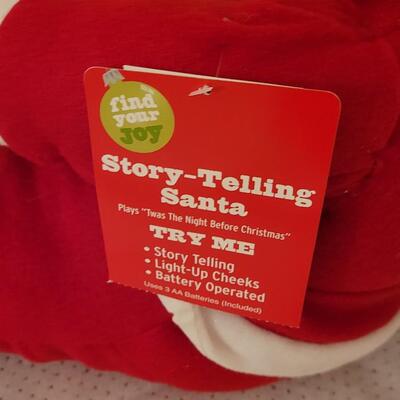 find
your
JOY
Story-Telling
Santa
Plays "Twas The Night Before Christmas"
TRY ME
• Story Telling
• Light-Up Cheeks
• Battery Operated
Uses 3 AA Batteries (Included)